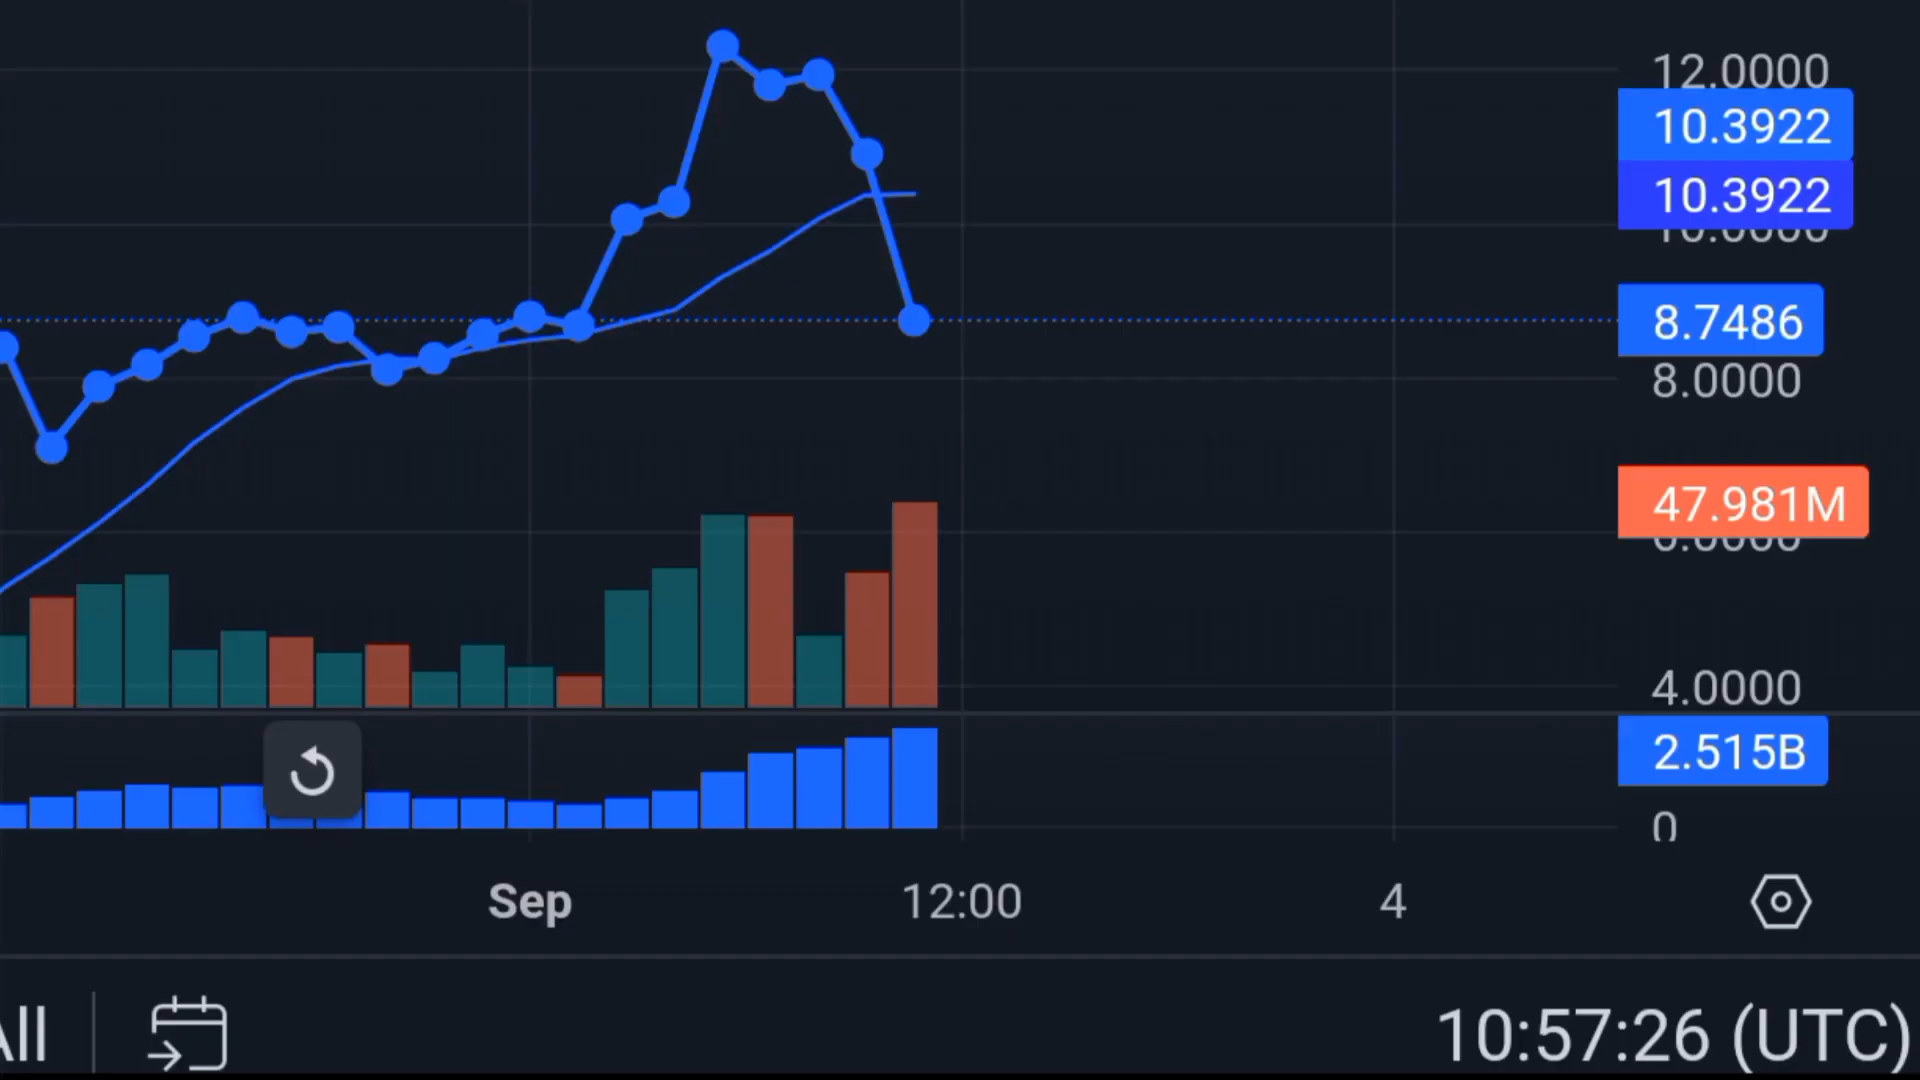 12.0000
10.3922
10.3922
8.7486
8.0000
47.981M
4.0000
2.515B
0
Sep 12:00 4
All 10:57:26 (UTC)